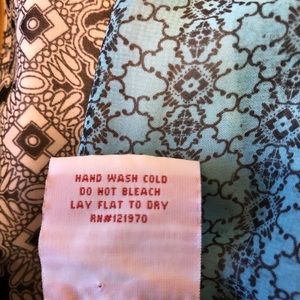 HAND WASH COLD
DO NOT BLEACH
LAY FLAT TO DRY
RN#121970